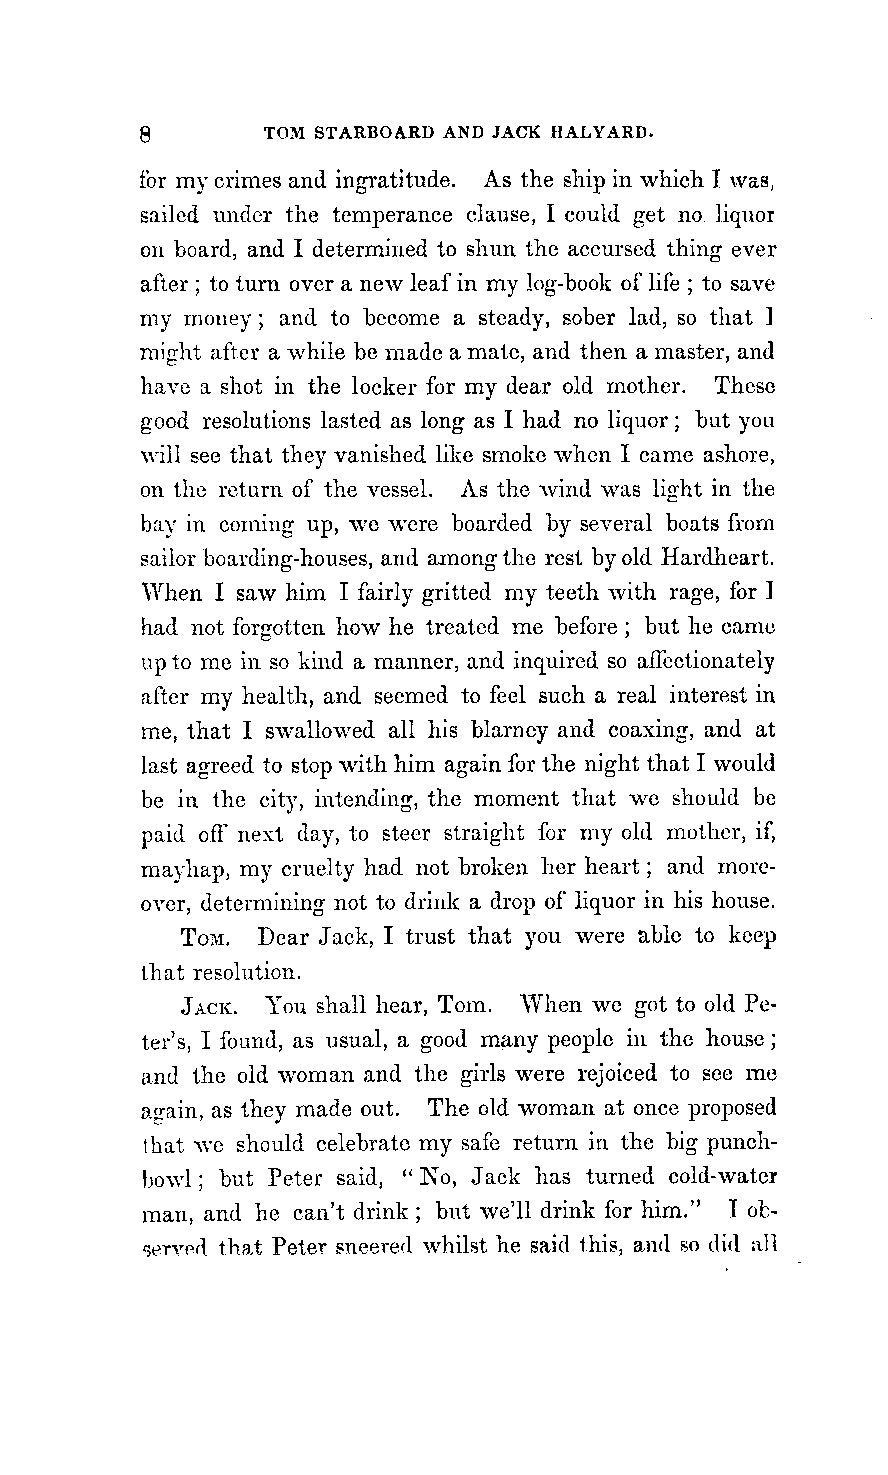 8 TOM STARBOARD AND JACK HALYARD.
for my crimes and ingratitude. As the ship in which I was,
sailed under the temperance clause, I could get no liquor
on board, and I determined to shun the accursed thing ever
after ; to turn over a new leaf in my log-book of life ; to save
my money ; and to become a steady, sober lad, so that I
might after a while be made a mate, and then a master, and
have a shot in the locker for my dear old mother. These
good resolutions lasted as long as I had no liquor ; but you
will see that they vanished like smoke when I came ashore,
on the return of the vessel. As the wind was light in the
bay in coming up, we were boarded by several boats from
sailor boarding-houses, and among the rest by old Hardheart.
When I saw him I fairly gritted my teeth with rage, for I
had not forgotten how he treated me before ; but he came
up to me in so kind a manner, and inquired so affectionately
after my health, and seemed to feel such a real interest in
me, that I swallowed all his blarney and coaxing, and at
last agreed to stop with him again for the night that I would
be in the city, intending, the moment that we should be
paid off next day, to steer straight for my old mother, if,
mayhap, my cruelty had not broken her heart ; and more-
over, determining not to drink a drop of liquor in his house.
TOM. Dear Jack, I trust that you were able to keep
that resolution.
JACK. You shall hear, Tom. When we got to old Pe-
ter's, I found, as usual, a good many people in the house ;
and the old woman and the girls were rejoiced to see me
again, as they made out. The old woman at once proposed
that we should celebrate my safe return in the big punch-
bowl ; but Peter said, " No, Jack has turned cold-water
man, and he can't drink ; but we'll drink for him." I ob-
served that Peter sneered whilst he said this, and so did all